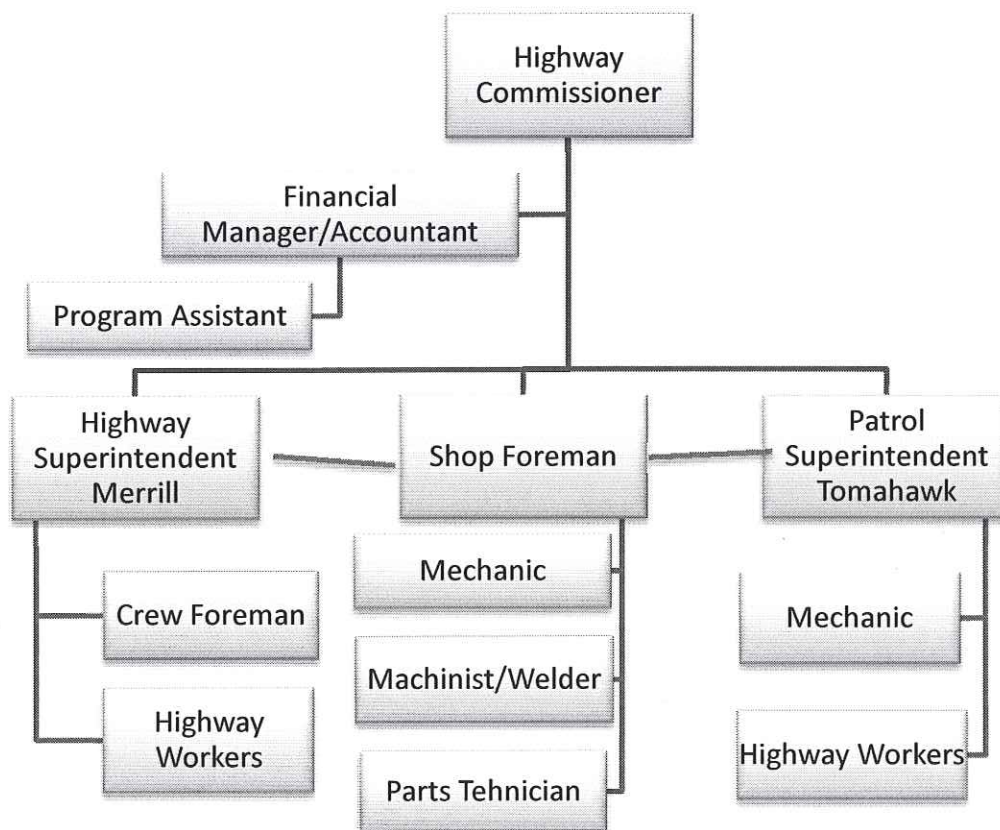 Highway
Commissioner
Financial
Manager/Accountant
Program Assistant
Highway
Superintendent
Merrill
Shop Foreman
Patrol
Superintendent
Tomahawk
Crew Foreman
Highway
Workers
Mechanic
Machinist/Welder
Parts Tehnician
Mechanic
Highway Workers